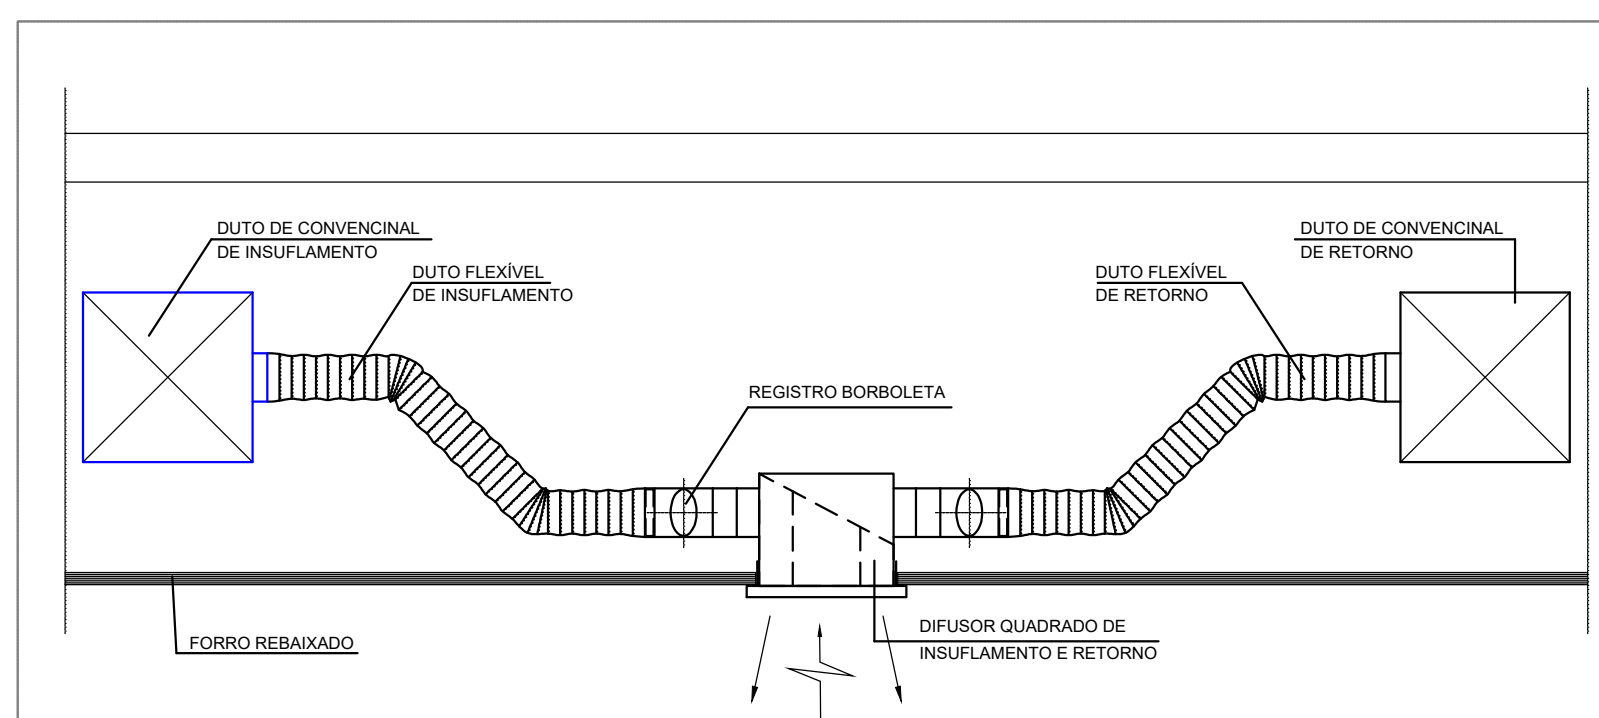 DUTO DE CONVENCINAL
DE INSUFLAMENTO
DUTO DE CONVENCINAL
DE RETORNO
DUTO FLEXÍVEL
DE INSUFLAMENTO
DUTO FLEXÍVEL
DE RETORNO
REGISTRO BORBOLETA
FORRO REBAIXADO
DIFUSOR QUADRADO DE
INSUFLAMENTO E RETORNO